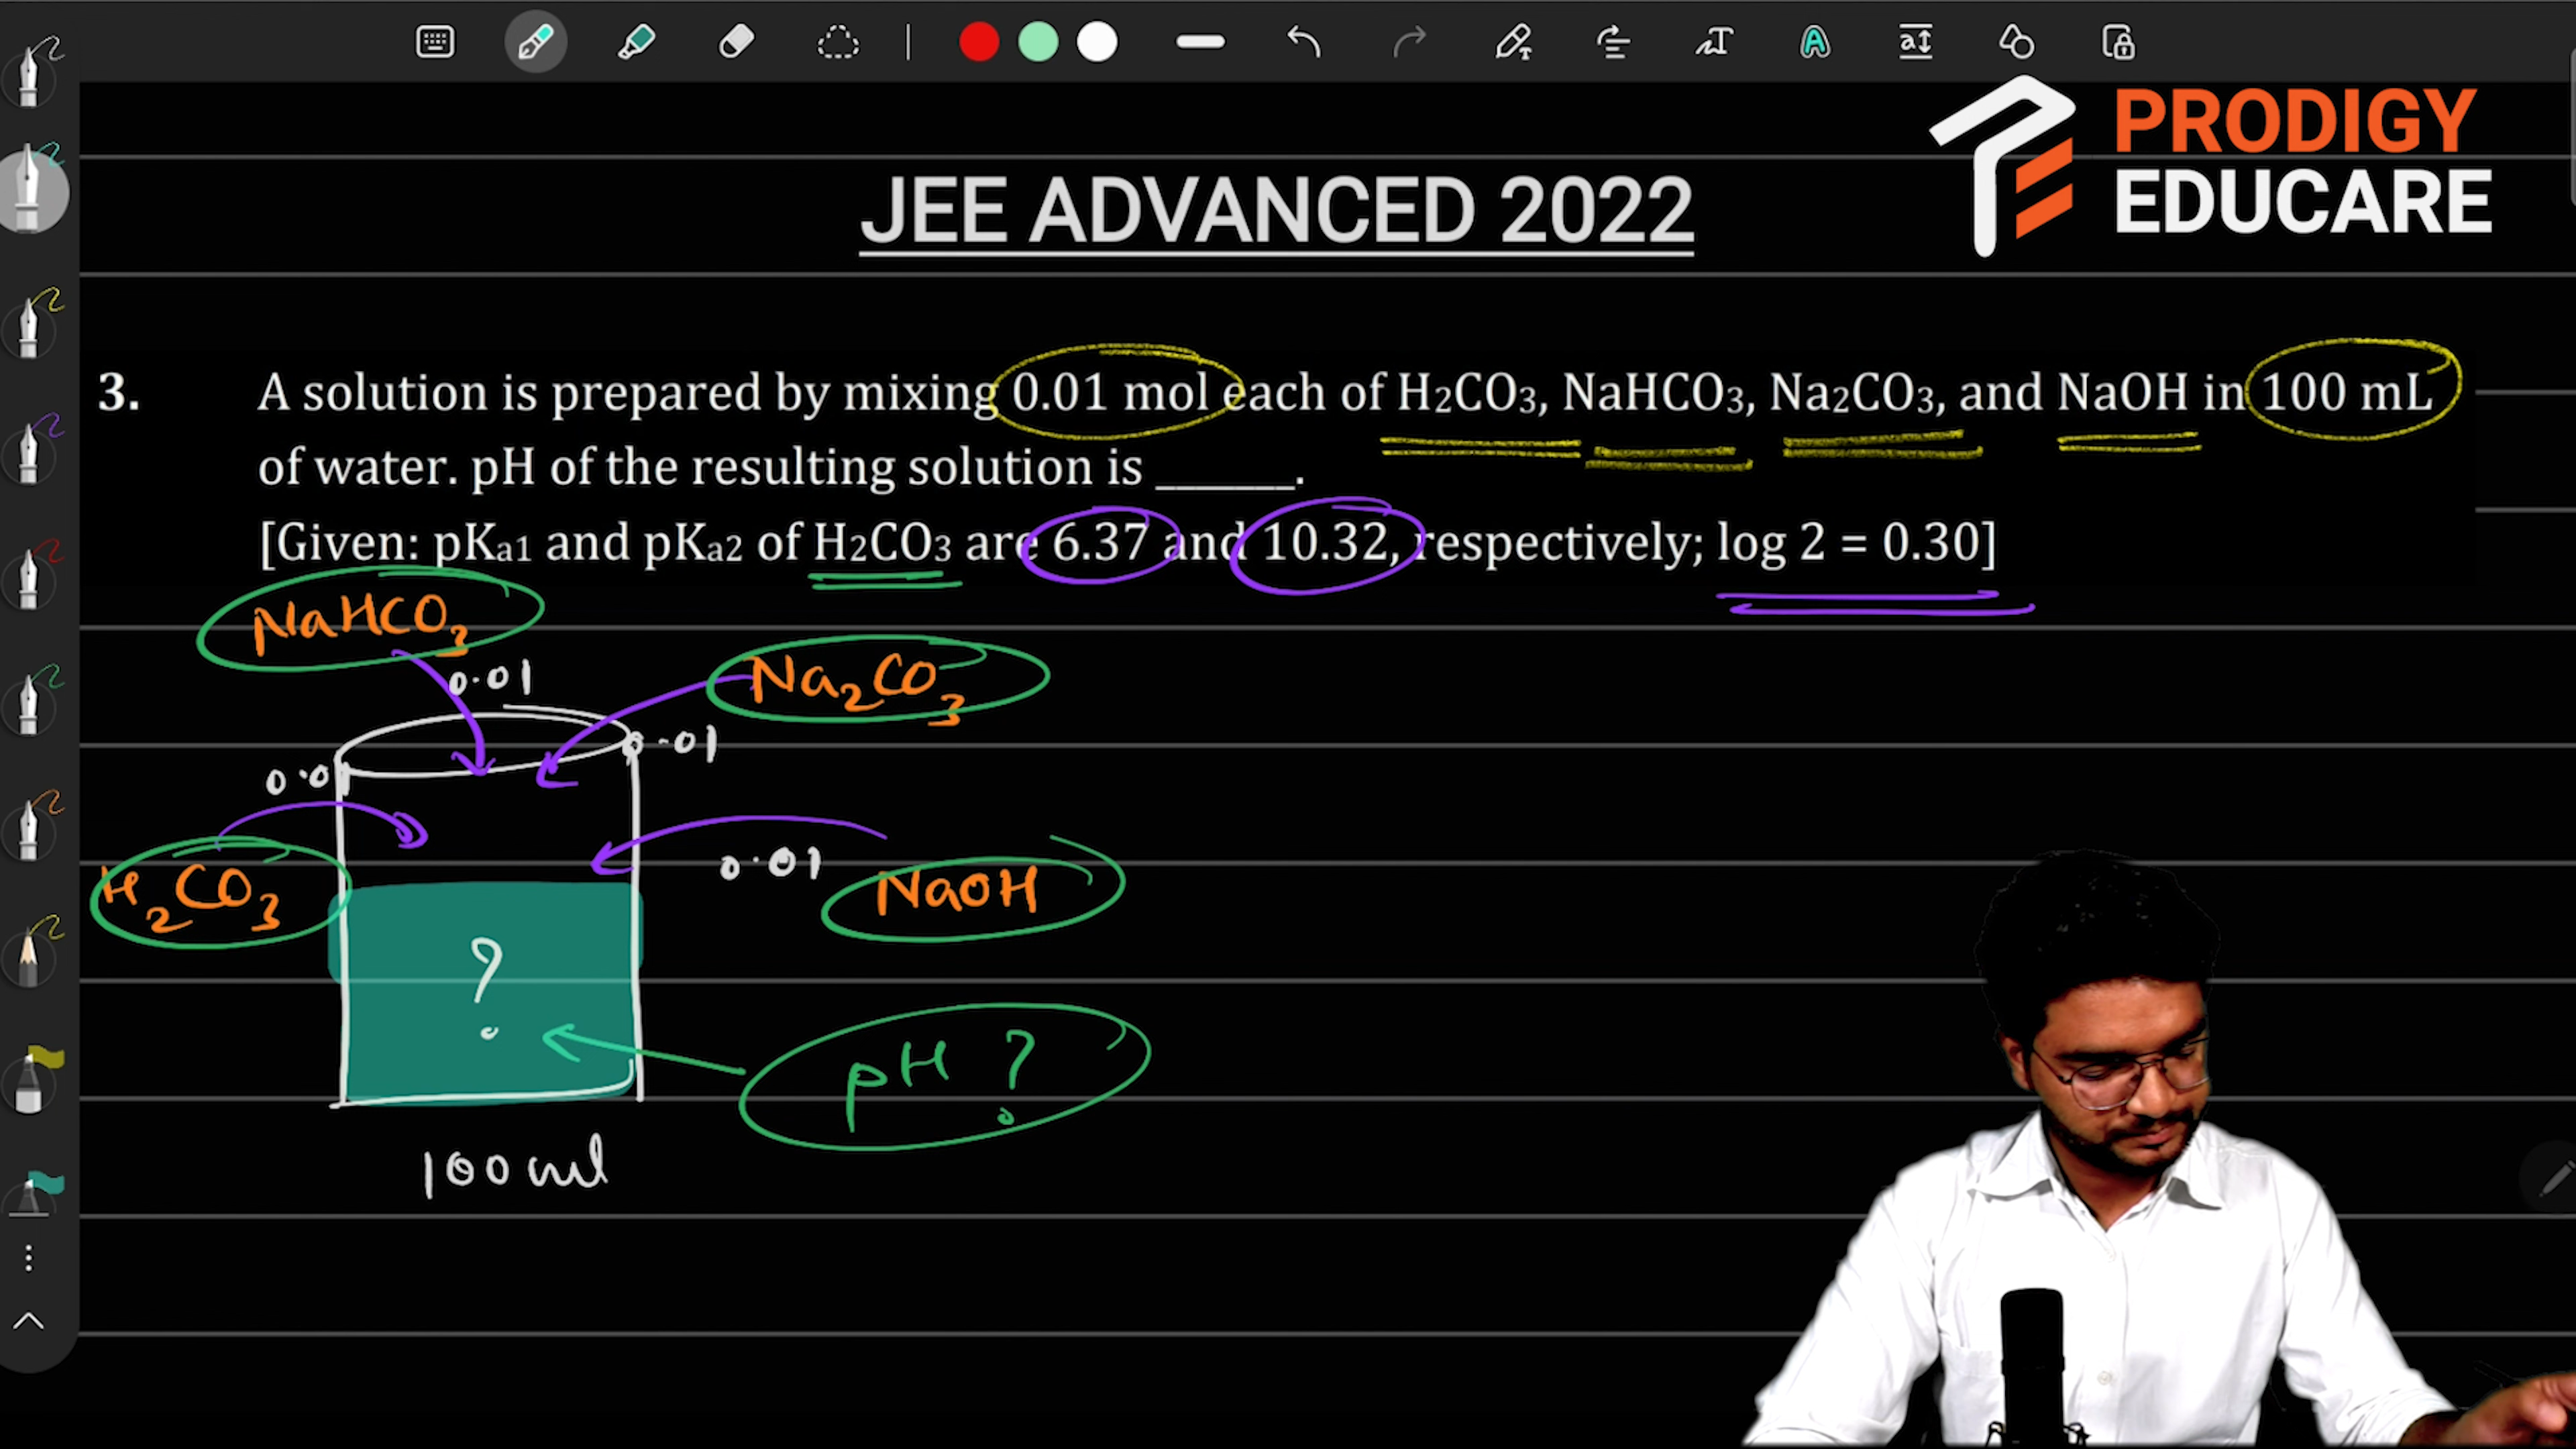 PRODIGY
EDUCARE
JEE ADVANCED 2022
3. A solution is prepared by mixing 0.01 mol each of H₂CO₃, NaHCO₃, Na₂CO₃, and NaOH in 100 mL
of water. pH of the resulting solution is ______.
[Given: pKₐ₁ and pKₐ₂ of H₂CO₃ are 6.37 and 10.32, respectively; log 2 = 0.30]
NaHCO₃
0.01
Na₂CO₃
0.01
0.01
H₂CO₃
0.01
NaOH
?
pH ?
100 ml